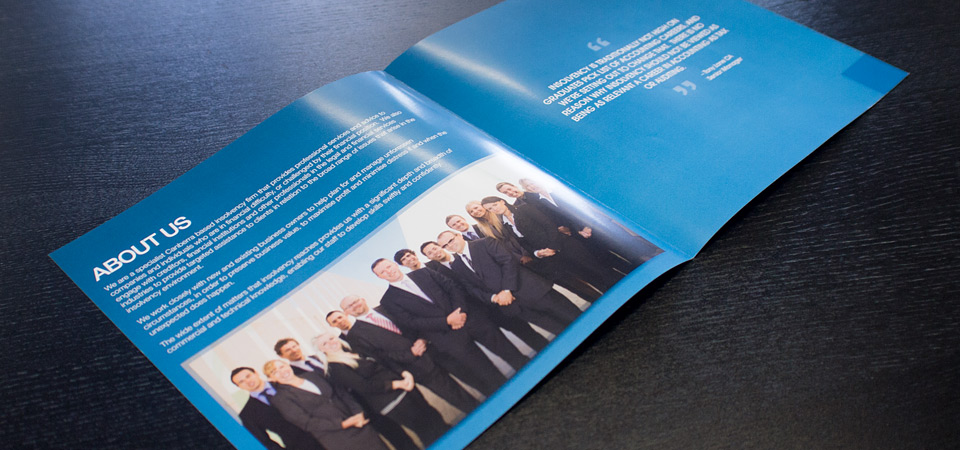 ABOUT US
We are a specialist Canberra based insolvency firm that provides professional services and advice to
companies and individuals who are in financial difficulty, or challenged by their financial position. We also
engage with creditors, financial institutions and other professionals in the legal and financial services
industries to provide targeted assistance to clients in relation to the broad range of issues that arise in the
insolvency environment.
We work closely with new and existing business owners to help plan for and manage unforeseen
circumstances, in order to preserve business value, to maximise profit and minimise distress if and when the
unexpected does happen.
The wide extent of matters that insolvency reaches provides us with a significant depth and breadth of
commercial and technical knowledge, enabling our staff to develop skills swiftly and confidently.
“
INSOLVENCY IS TRADITIONALLY NOT HIGH ON
GRADUATES PICK LIST OF ACCOUNTING CAREERS, AND
WE'RE SETTING OUT TO CHANGE THAT. THERE IS NO
REASON WHY INSOLVENCY SHOULD NOT BE VIEWED AS
BEING AS RELEVANT A CAREER IN ACCOUNTING AS TAX
OR AUDITING.
”